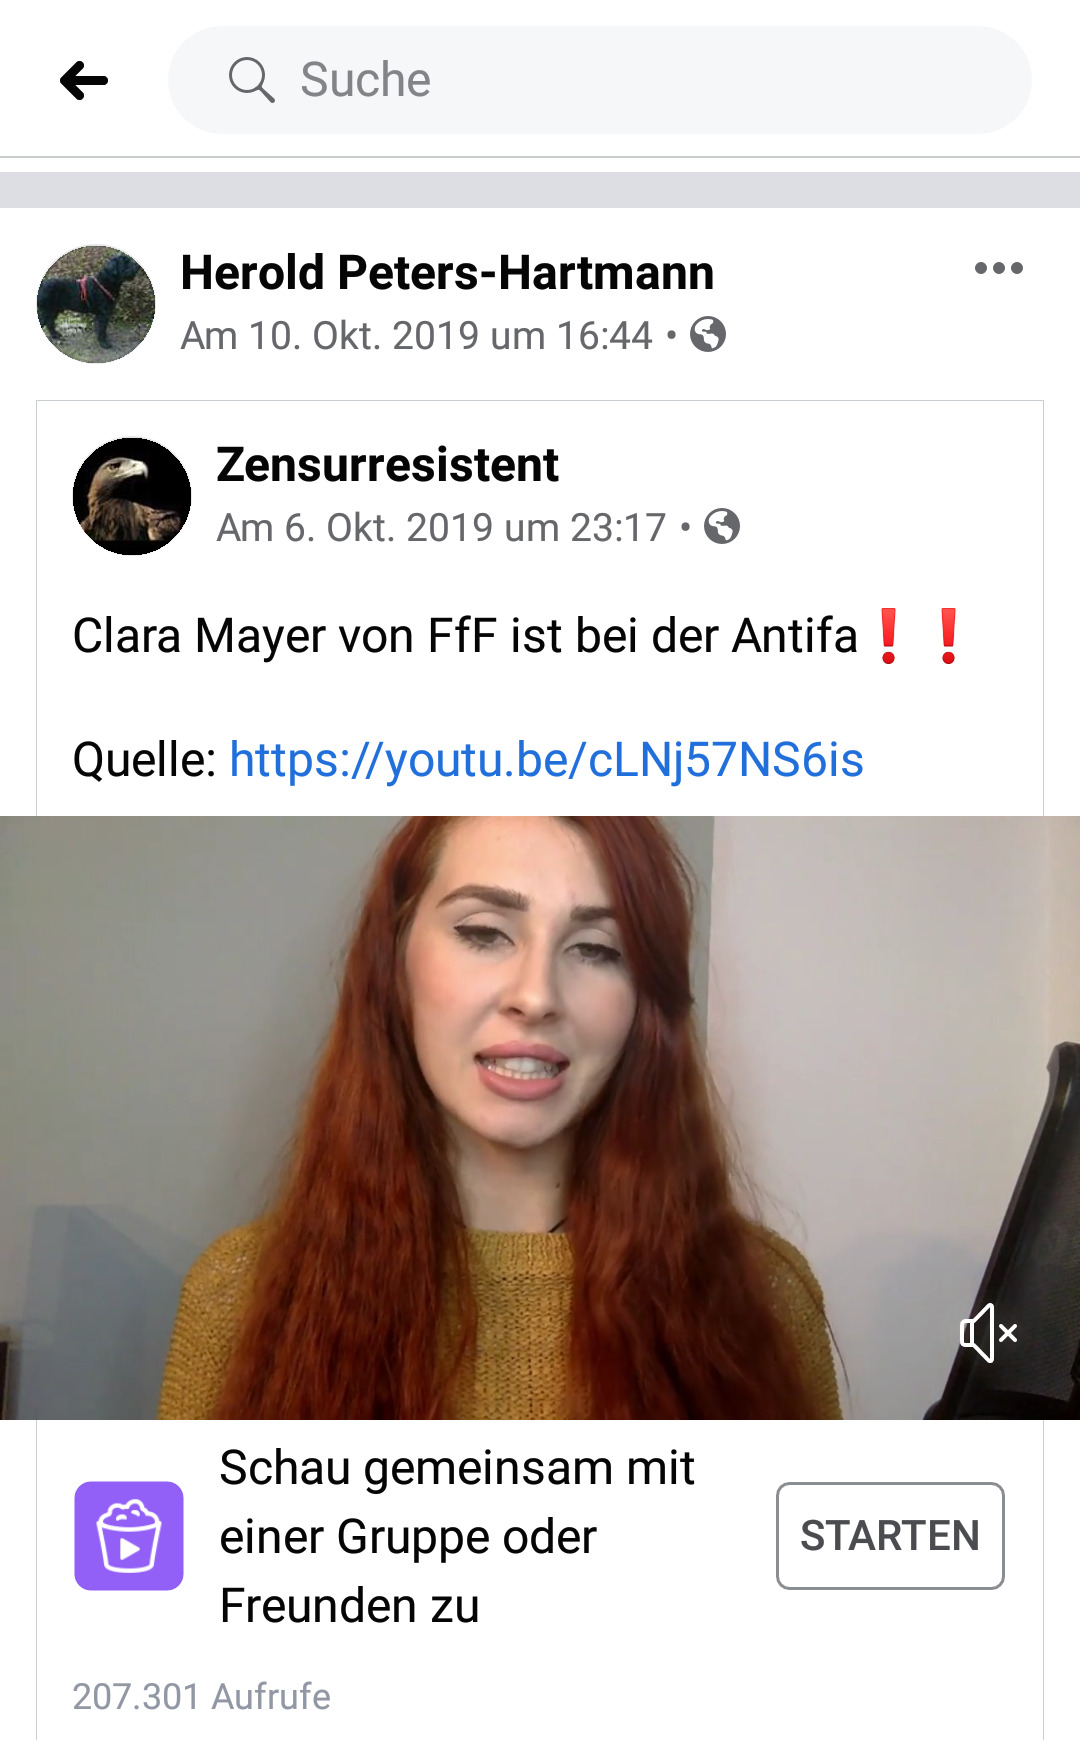 Suche
Herold Peters-Hartmann
Am 10. Okt. 2019 um 16:44 •
Zensurresistent
Am 6. Okt. 2019 um 23:17 •
Clara Mayer von FfF ist bei der Antifa❗❗
Quelle: https://youtu.be/cLNj57NS6is
Schau gemeinsam mit
einer Gruppe oder
Freunden zu
STARTEN
207.301 Aufrufe